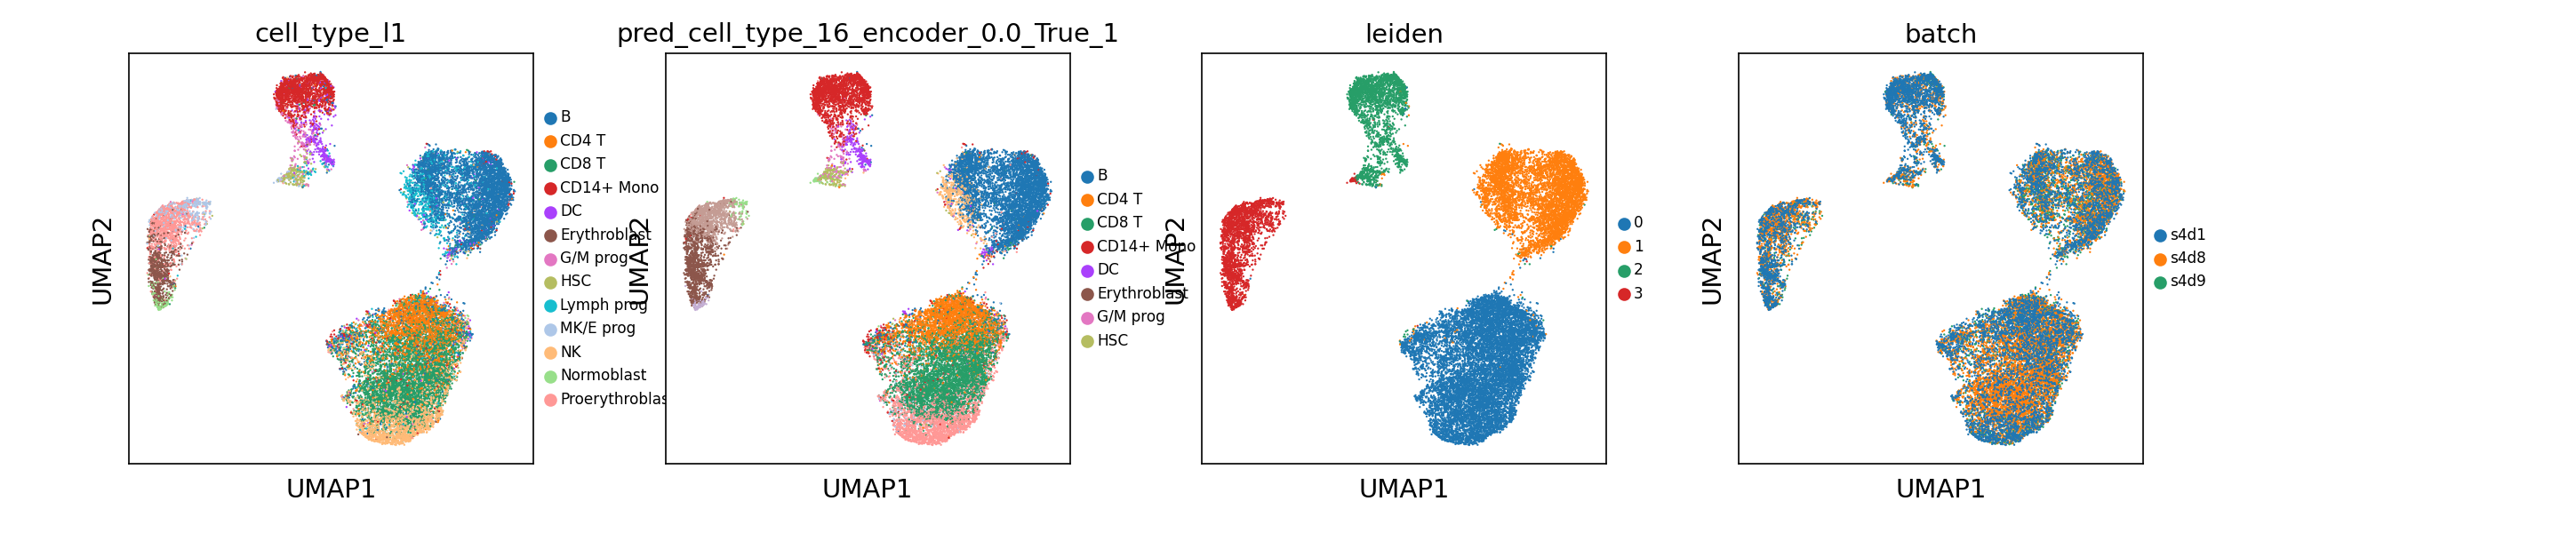 cell_type_l1
UMAP2
UMAP1
B
CD4 T
CD8 T
CD14+ Mono
DC
Erythroblast
G/M prog
HSC
Lymph prog
MK/E prog
NK
Normoblast
Proerythroblas
pred_cell_type_16_encoder_0.0_True_1
UMAP2
UMAP1
B
CD4 T
CD8 T
CD14+ Mono
DC
Erythroblast
G/M prog
HSC
leiden
UMAP2
UMAP1
0
1
2
3
batch
UMAP2
UMAP1
s4d1
s4d8
s4d9